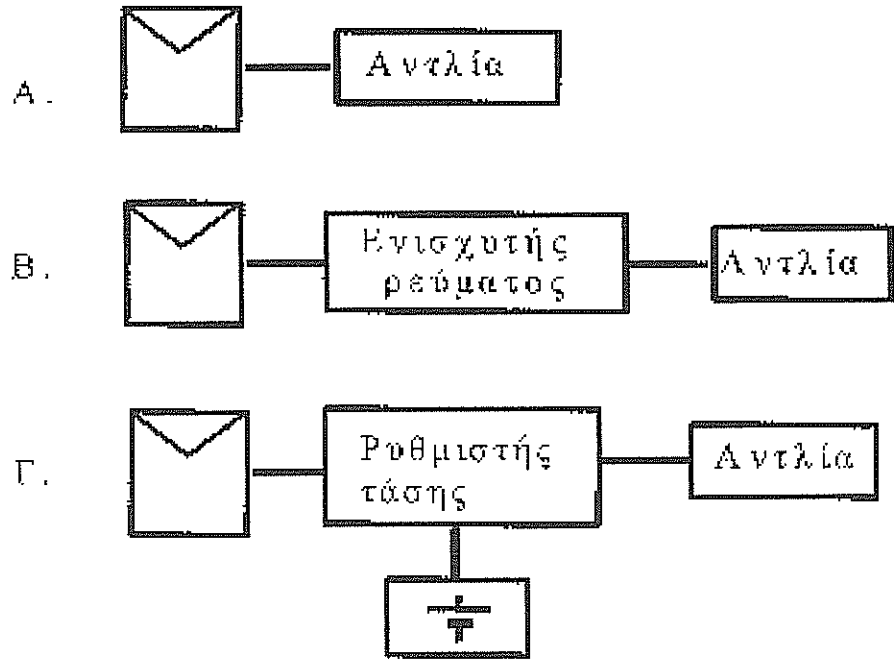 Α.
Αντλία
Β.
Ενισχυτής
ρεύματος
Αντλία
Γ.
Ρυθμιστής
τάσης
Αντλία